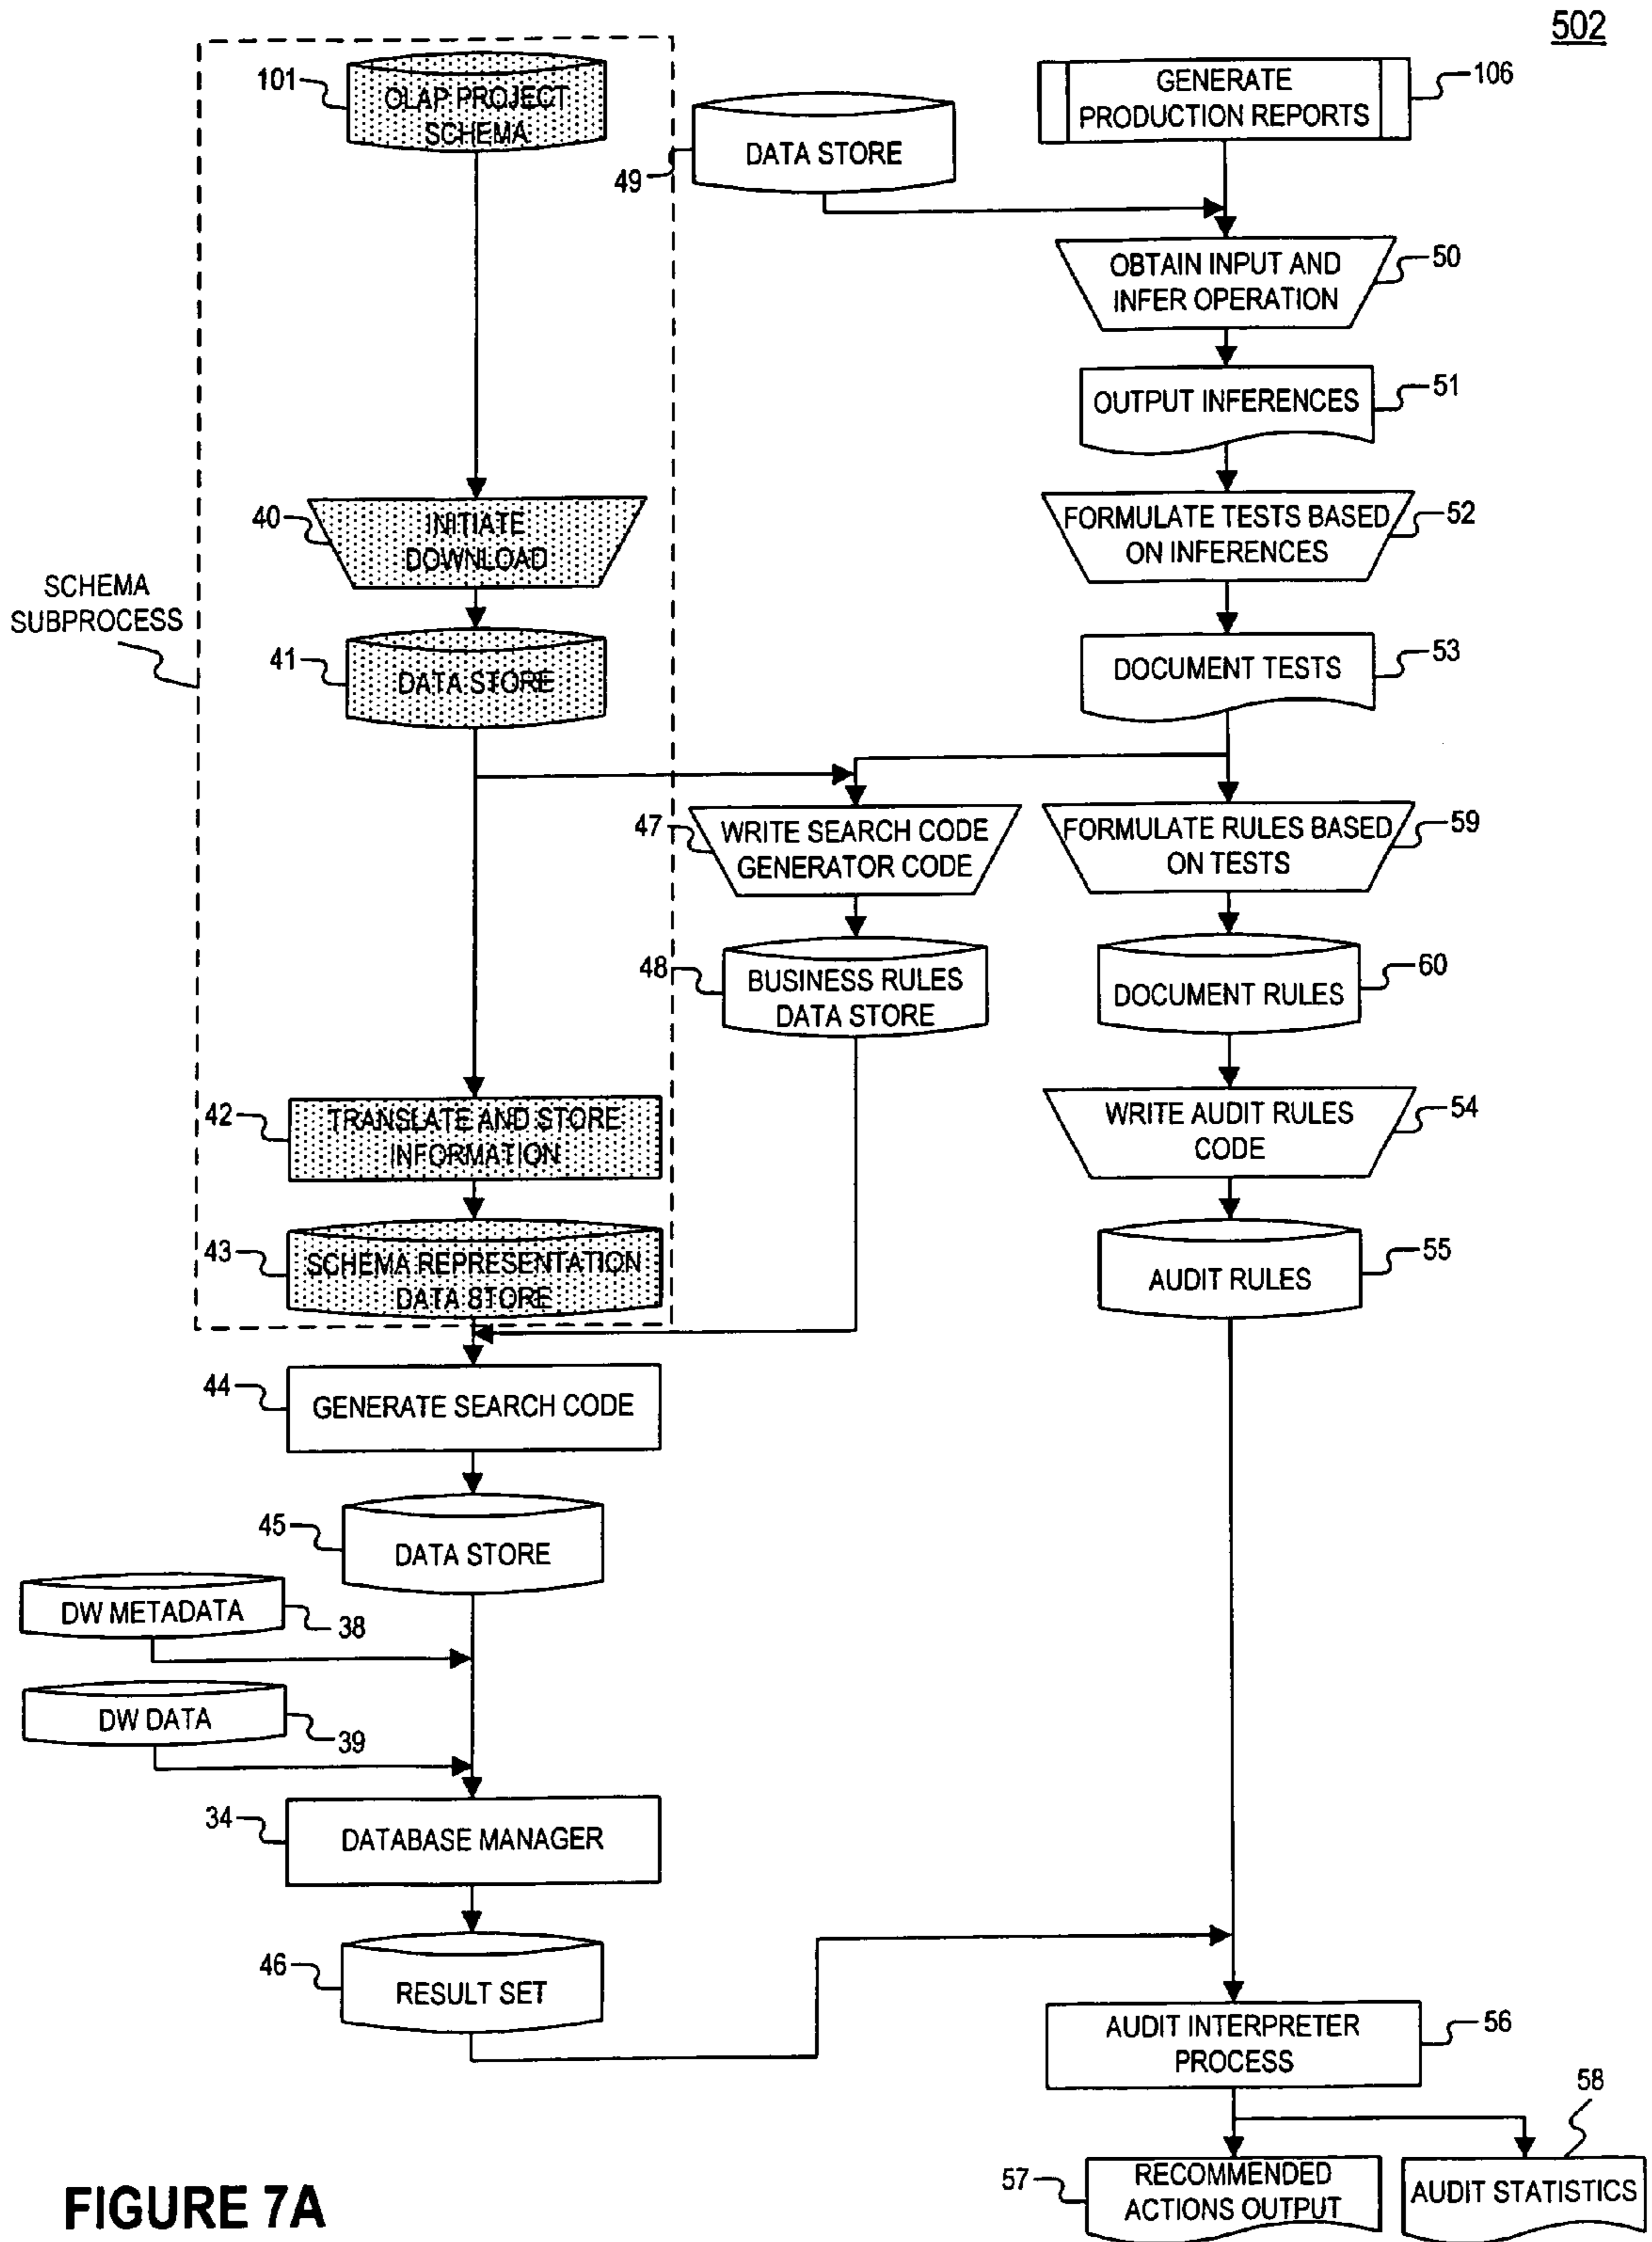 502
101
OLAP PROJECT
SCHEMA
49
DATA STORE
GENERATE
PRODUCTION REPORTS
106
OBTAIN INPUT AND
INFER OPERATION
50
OUTPUT INFERENCES
51
40
INITIATE
DOWNLOAD
FORMULATE TESTS BASED
ON INFERENCES
52
SCHEMA
SUBPROCESS
41
DATA STORE
DOCUMENT TESTS
53
47
WRITE SEARCH CODE
GENERATOR CODE
FORMULATE RULES BASED
ON TESTS
59
48
BUSINESS RULES
DATA STORE
DOCUMENT RULES
60
42
TRANSLATE AND STORE
INFORMATION
WRITE AUDIT RULES
CODE
54
43
SCHEMA REPRESENTATION
DATA STORE
AUDIT RULES
55
44
GENERATE SEARCH CODE
45
DATA STORE
DW METADATA
38
DW DATA
39
34
DATABASE MANAGER
46
RESULT SET
AUDIT INTERPRETER
PROCESS
56
58
57
RECOMMENDED
ACTIONS OUTPUT
AUDIT STATISTICS
FIGURE 7A